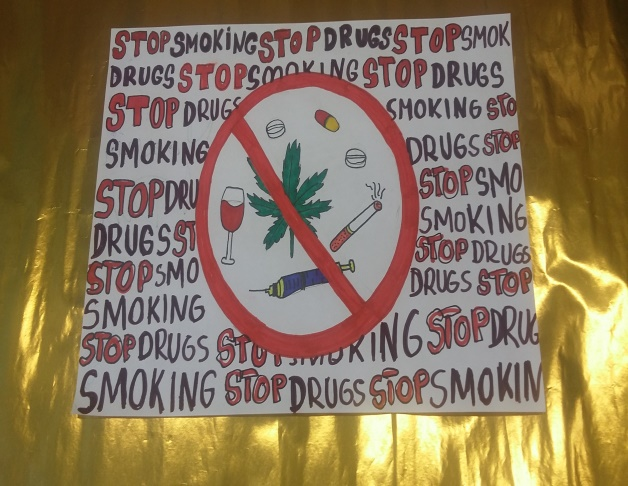 STOP SMOKING STOP DRUGS STOP SMOK
DRUGS STOP SMOKING STOP DRUGS
STOP DRUGS SMOKING STO
SMOKING DRUGS STOP
STOP DRU STOP SMO
DRUGS ST SMOKING
STOP SMO STOP DRUGS
SMOKING DRUGS STOP
STOP DRUGS STOP SMOKING STOP DRUG
SMOKING STOP DRUGS STOP SMOKIN